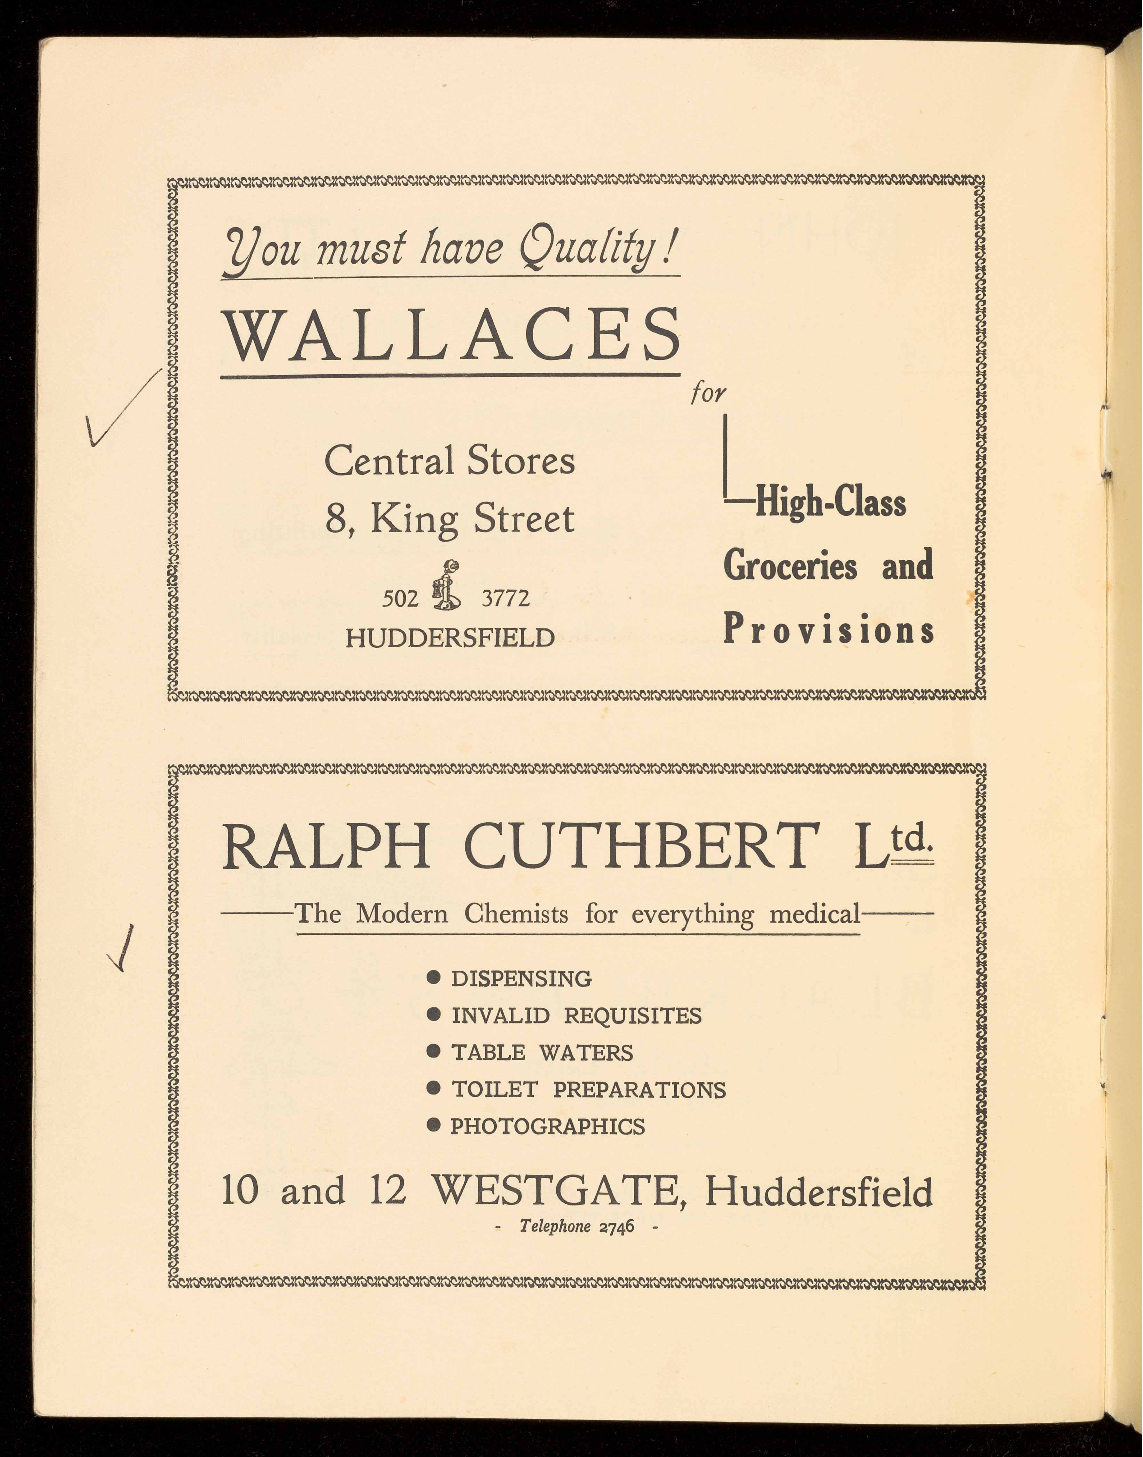 You must have Quality!
WALLACES
for
Central Stores
8, King Street
502 3772
HUDDERSFIELD
High-Class
Groceries and
Provisions
RALPH CUTHBERT Ltd.
The Modern Chemists for everything medical
● DISPENSING
● INVALID REQUISITES
● TABLE WATERS
● TOILET PREPARATIONS
● PHOTOGRAPHICS
10 and 12 WESTGATE, Huddersfield
- Telephone 2746 -